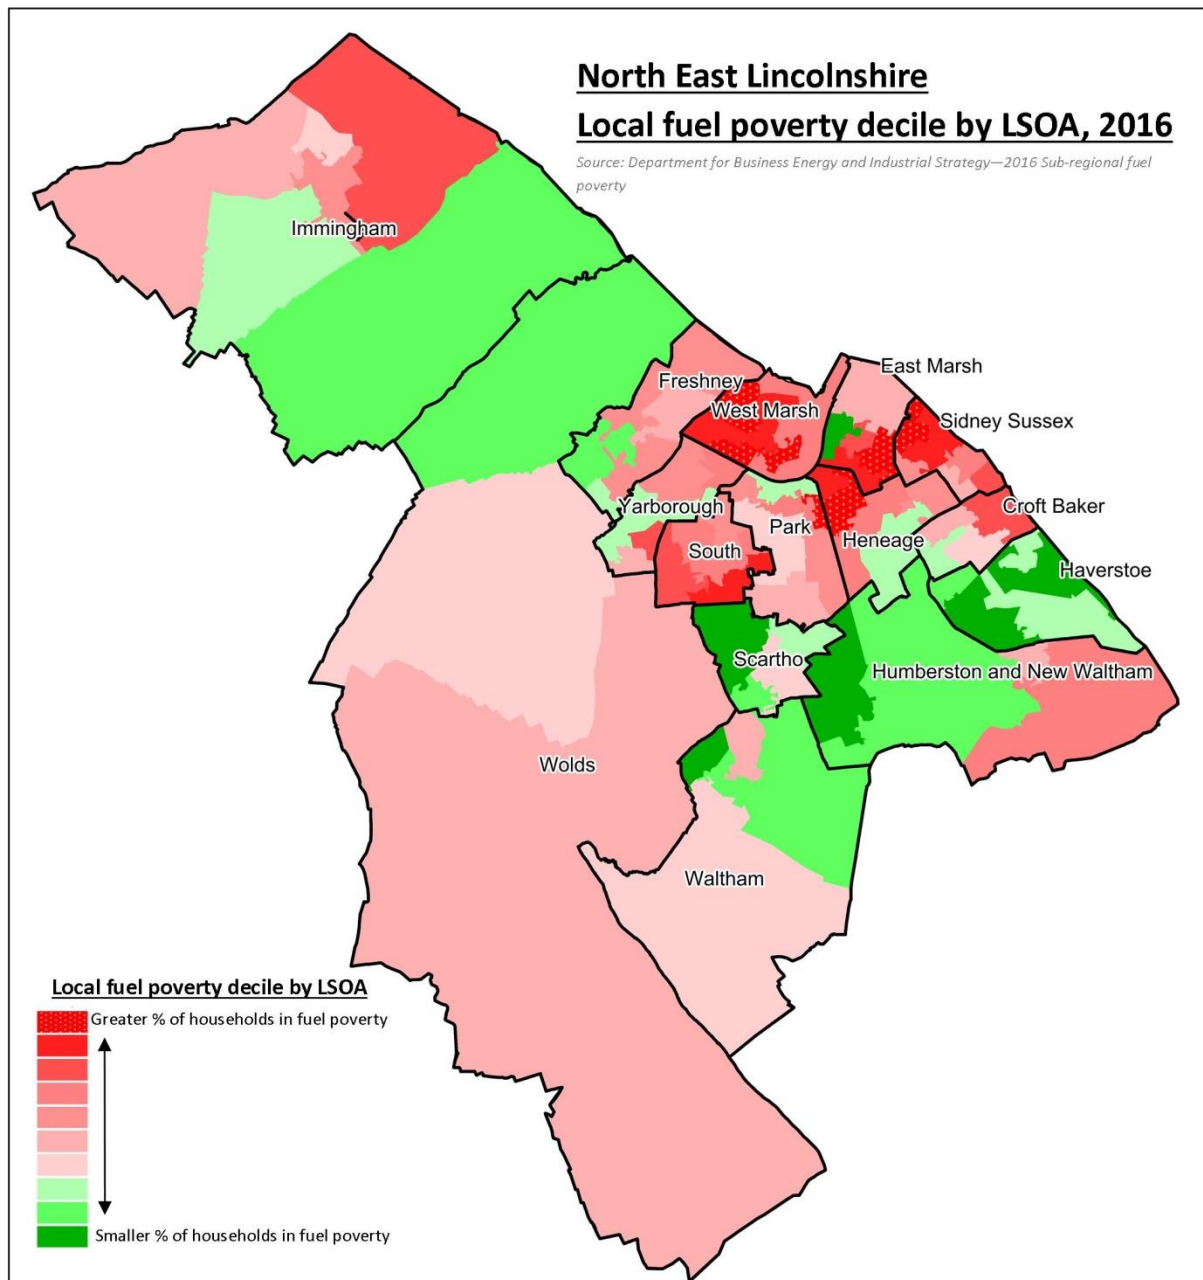 North East Lincolnshire
Local fuel poverty decile by LSOA, 2016
Source: Department for Business Energy and Industrial Strategy—2016 Sub-regional fuel
poverty
Immingham
Freshney
East Marsh
West Marsh
Sidney Sussex
Yarborough
Park
Croft Baker
South
Heneage
Haverstoe
Scartho
Humberston and New Waltham
Wolds
Waltham
Local fuel poverty decile by LSOA
Greater % of households in fuel poverty
Smaller % of households in fuel poverty